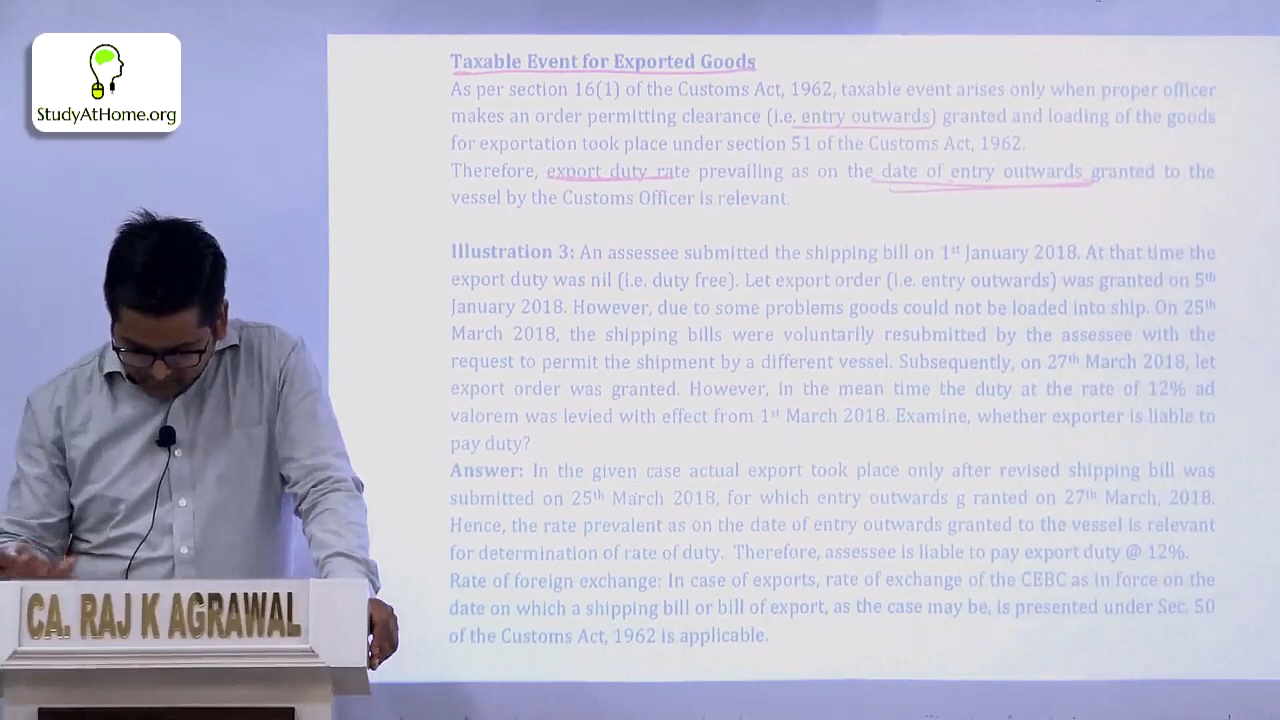 StudyAtHome.org
Taxable Event for Exported Goods
As per section 16(1) of the Customs Act, 1962, taxable event arises only when proper officer
makes an order permitting clearance (i.e. entry outwards) granted and loading of the goods
for exportation took place under section 51 of the Customs Act, 1962.
Therefore, export duty rate prevailing as on the date of entry outwards granted to the
vessel by the Customs Officer is relevant.
Illustration 3: An assessee submitted the shipping bill on 1st January 2018. At that time the
export duty was nil (i.e. duty free). Let export order (i.e. entry outwards) was granted on 5th
January 2018. However, due to some problems goods could not be loaded into ship. On 25th
March 2018, the shipping bills were voluntarily resubmitted by the assessee with the
request to permit the shipment by a different vessel. Subsequently, on 27th March 2018, let
export order was granted. However, in the mean time the duty at the rate of 12% ad
valorem was levied with effect from 1st March 2018. Examine, whether exporter is liable to
pay duty?
Answer: In the given case actual export took place only after revised shipping bill was
submitted on 25th March 2018, for which entry outwards g ranted on 27th March, 2018.
Hence, the rate prevalent as on the date of entry outwards granted to the vessel is relevant
for determination of rate of duty. Therefore, assessee is liable to pay export duty @ 12%.
Rate of foreign exchange: In case of exports, rate of exchange of the CEBC as in force on the
date on which a shipping bill or bill of export, as the case may be, is presented under Sec. 50
of the Customs Act, 1962 is applicable.
CA. RAJ K AGRAWAL